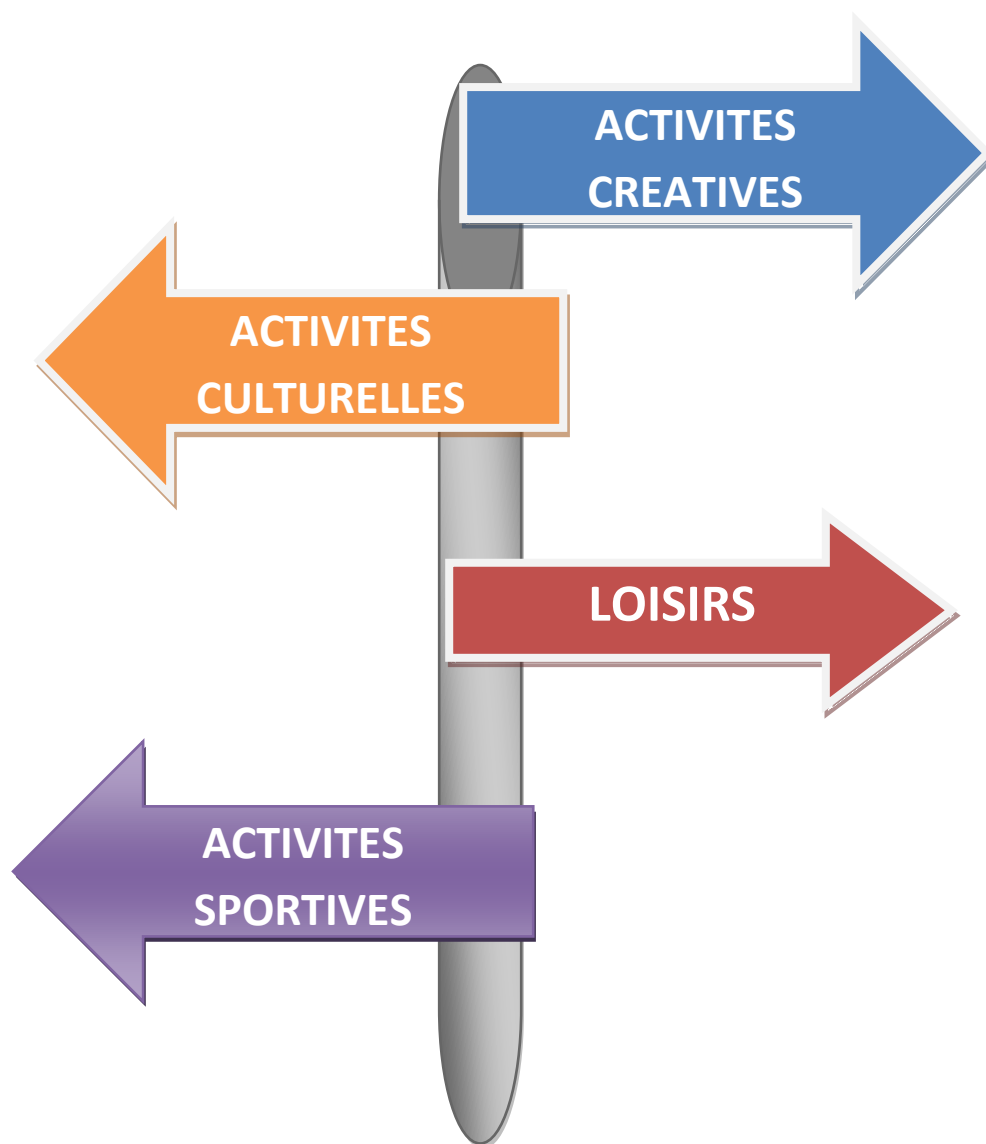 ACTIVITES
CREATIVES
ACTIVITES
CULTURELLES
LOISIRS
ACTIVITES
SPORTIVES